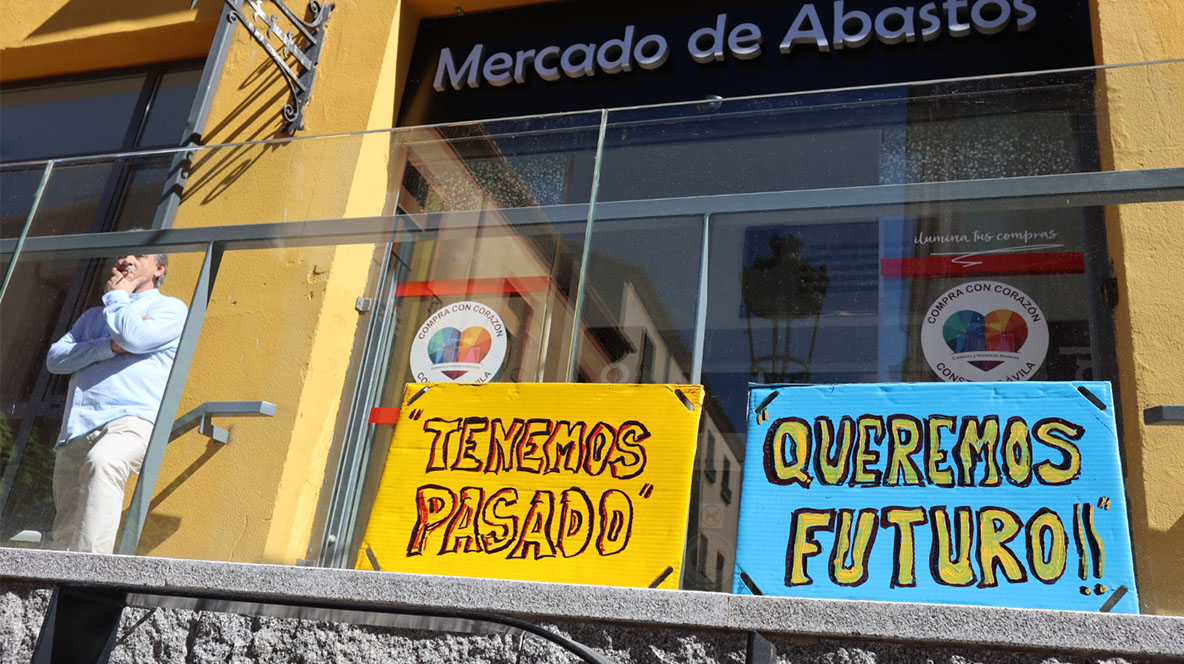 Mercado de Abastos
ilumina tus compras
COMPRA CON CORAZÓN
COMPRA CON CORAZÓN
"TENEMOS
PASADO"
"QUEREMOS
FUTURO!!"